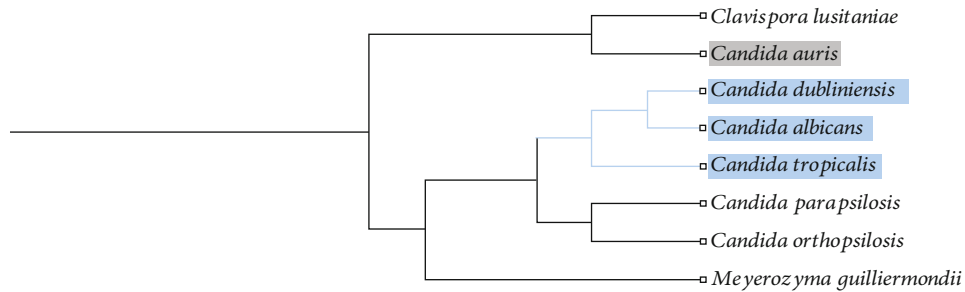 Clavispora lusitaniae
Candida auris
Candida dubliniensis
Candida albicans
Candida tropicalis
Candida parapsilosis
Candida orthopsilosis
Meyerozyma guilliermondii